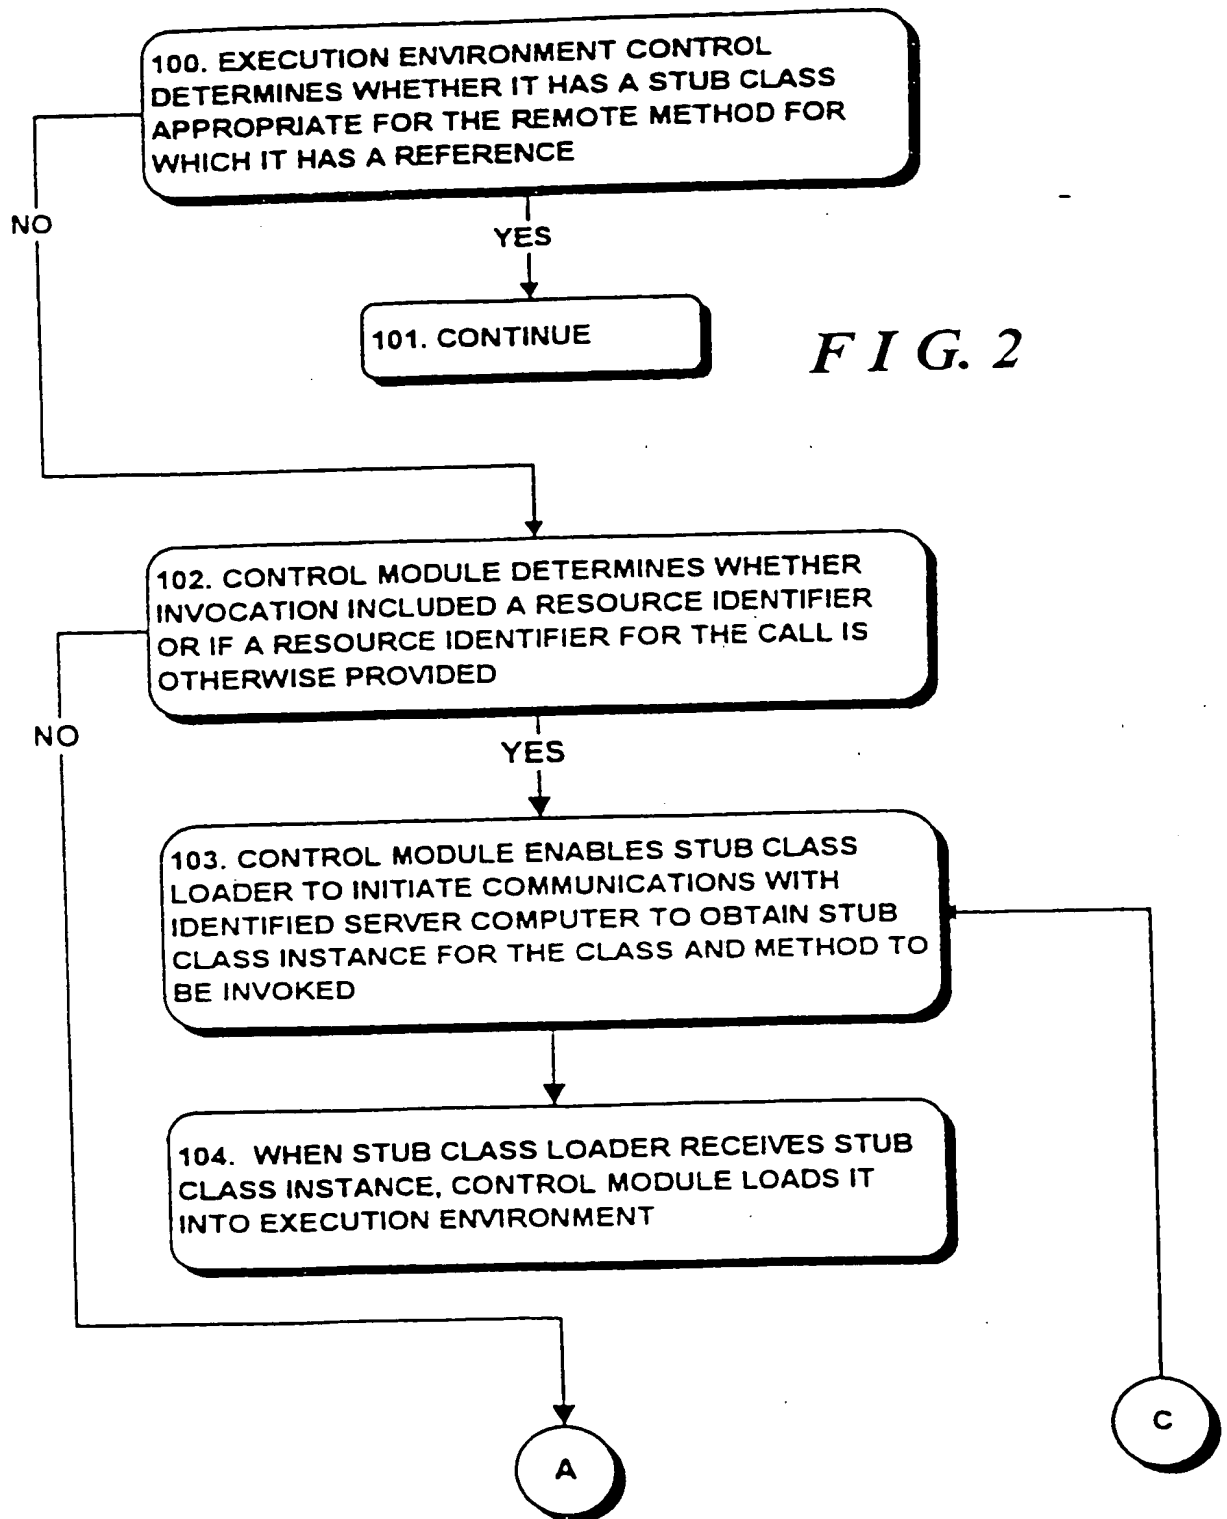 100. EXECUTION ENVIRONMENT CONTROL
DETERMINES WHETHER IT HAS A STUB CLASS
APPROPRIATE FOR THE REMOTE METHOD FOR
WHICH IT HAS A REFERENCE
NO
YES
101. CONTINUE
FIG. 2
102. CONTROL MODULE DETERMINES WHETHER
INVOCATION INCLUDED A RESOURCE IDENTIFIER
OR IF A RESOURCE IDENTIFIER FOR THE CALL IS
OTHERWISE PROVIDED
NO
YES
103. CONTROL MODULE ENABLES STUB CLASS
LOADER TO INITIATE COMMUNICATIONS WITH
IDENTIFIED SERVER COMPUTER TO OBTAIN STUB
CLASS INSTANCE FOR THE CLASS AND METHOD TO
BE INVOKED
104. WHEN STUB CLASS LOADER RECEIVES STUB
CLASS INSTANCE, CONTROL MODULE LOADS IT
INTO EXECUTION ENVIRONMENT
C
A